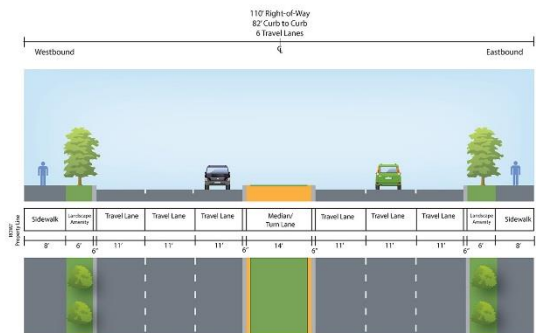 110' Right-of-Way
82' Curb to Curb
6 Travel Lanes
℄
Westbound
Eastbound
Property Line
Sidewalk
Landscape
Amenity
Travel Lane
Travel Lane
Travel Lane
Median/
Turn Lane
Travel Lane
Travel Lane
Travel Lane
Landscape
Amenity
Sidewalk
8'
6'
6"
11'
11'
11'
6"
14'
6"
11'
11'
11'
6"
6'
8'